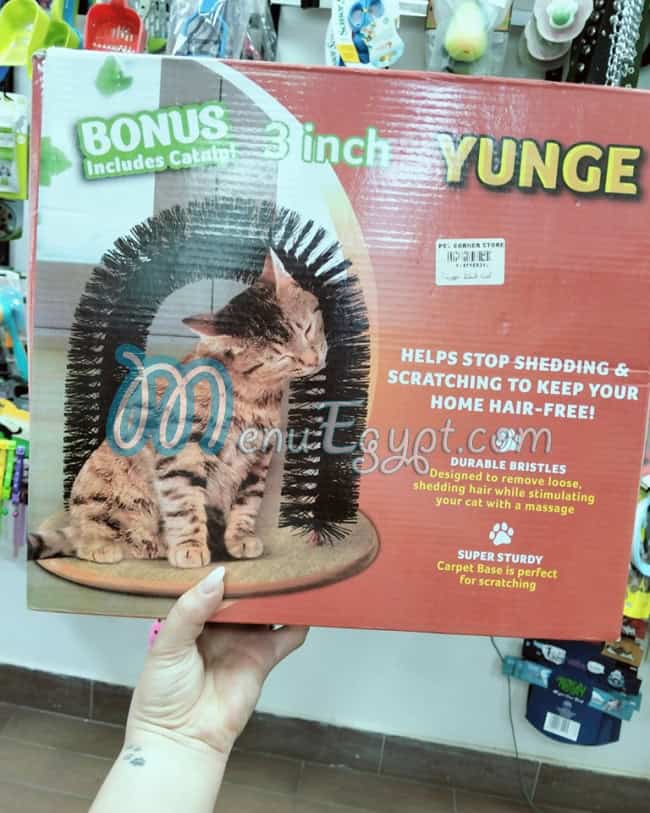 BONUS
Includes Catnip!
3 inch
YUNGE
PET CORNER STORE
HELPS STOP SHEDDING &
SCRATCHING TO KEEP YOUR
HOME HAIR-FREE!
MenuEgypt.com
DURABLE BRISTLES
Designed to remove loose,
shedding hair while stimulating
your cat with a massage
SUPER STURDY
Carpet Base is perfect
for scratching